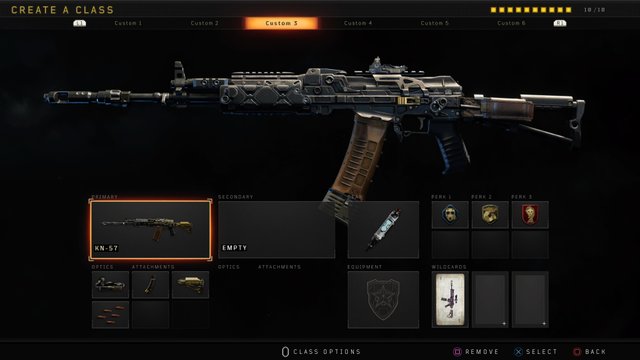 CREATE A CLASS
10/10
L1
Custom 1
Custom 2
Custom 3
Custom 4
Custom 5
Custom 6
R1
PRIMARY
SECONDARY
GEAR
PERK 1
PERK 2
PERK 3
KN-57
EMPTY
OPTICS
ATTACHMENTS
OPTICS
ATTACHMENTS
EQUIPMENT
WILDCARDS
CLASS OPTIONS
REMOVE
SELECT
BACK